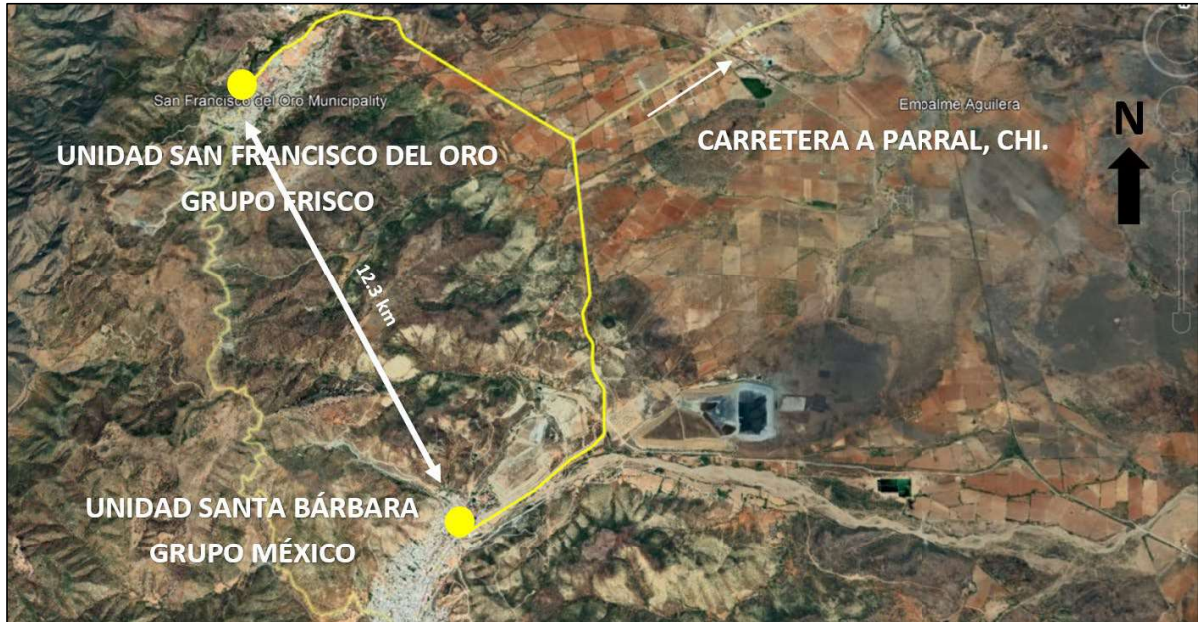 San Francisco del Oro Municipality
UNIDAD SAN FRANCISCO DEL ORO
GRUPO FRISCO
Empalme Aguilera
CARRETERA A PARRAL, CHI.
N
12.3 km
UNIDAD SANTA BÁRBARA
GRUPO MÉXICO